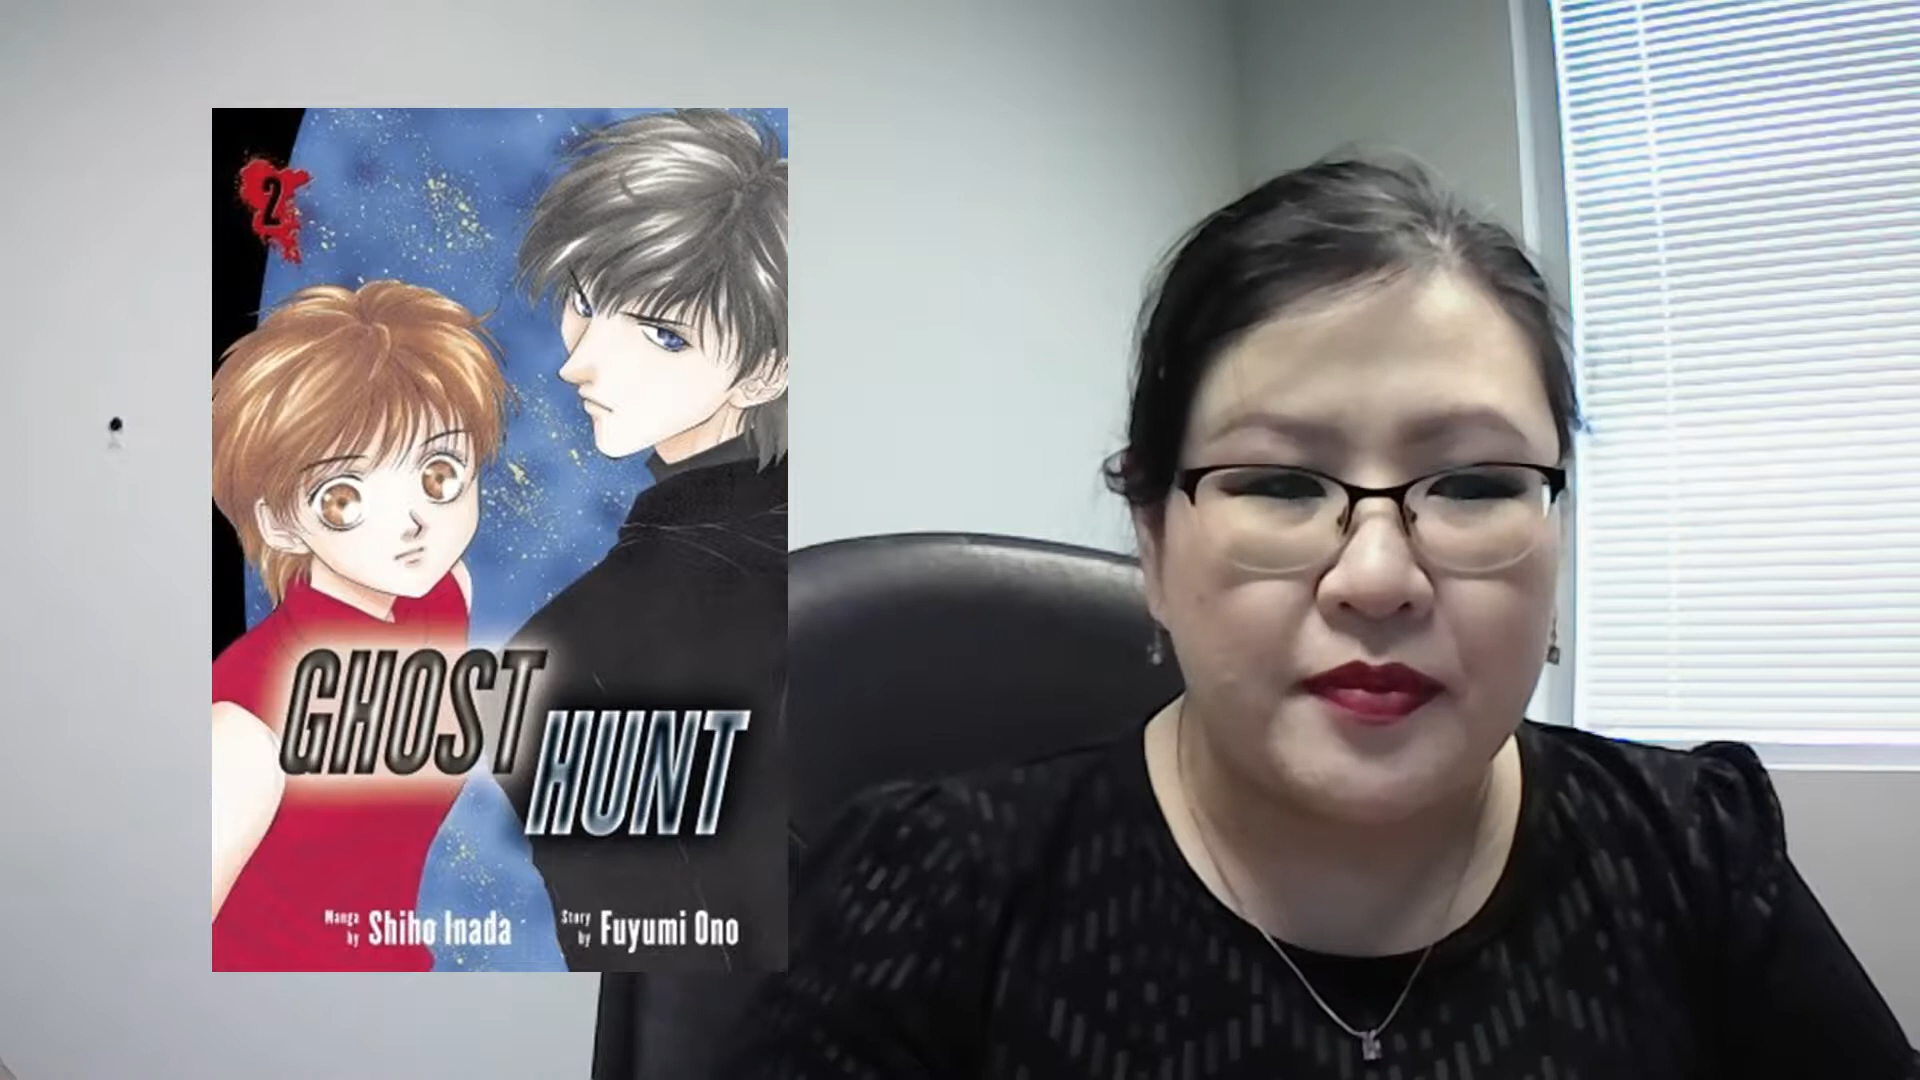 2
GHOST
HUNT
Manga by Shiho Inada
Story by Fuyumi Ono